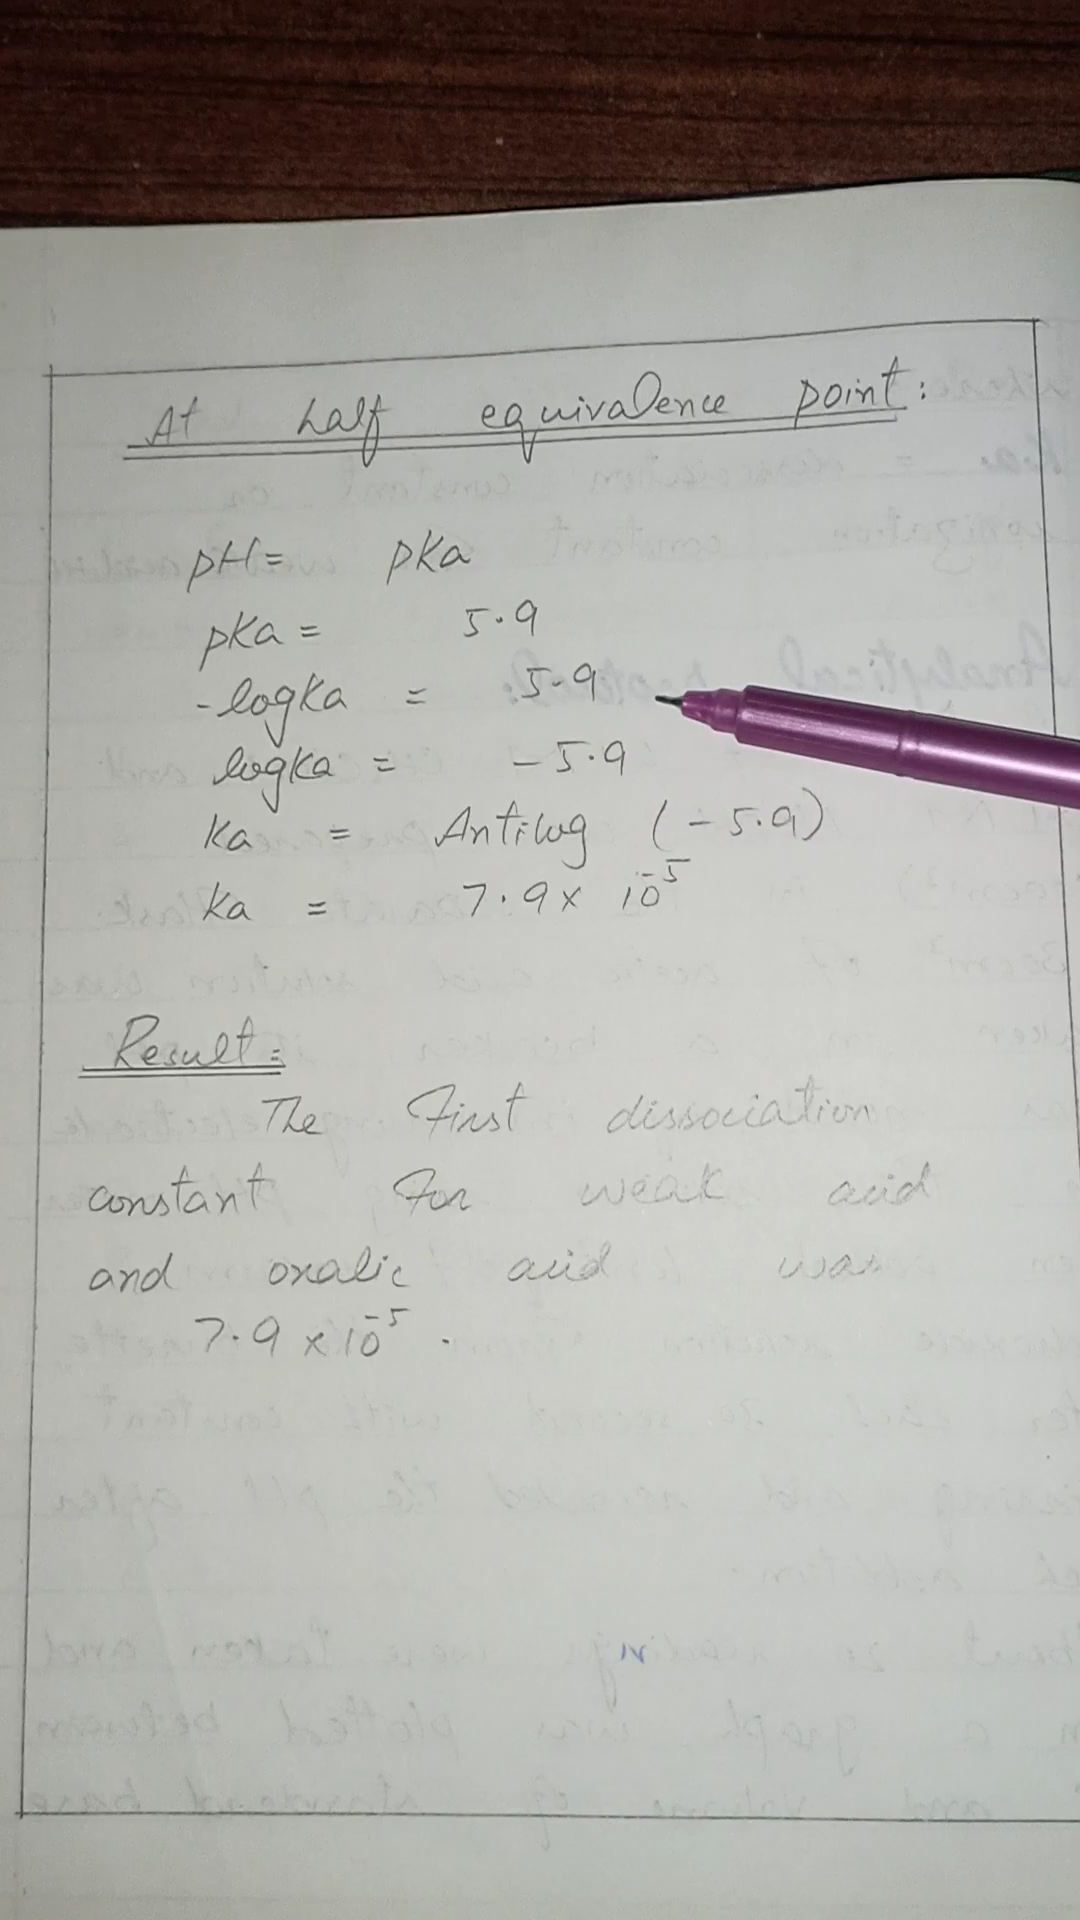 At half equivalence point:
pH= pKa
pKa = 5.9
-logKa = 5.9
logKa = -5.9
Ka = Antilog (-5.9)
Ka = 7.9x 10⁻⁵
Result:
The First dissociation
constant For weak acid
and oxalic acid was
7.9 x 10⁻⁵ .